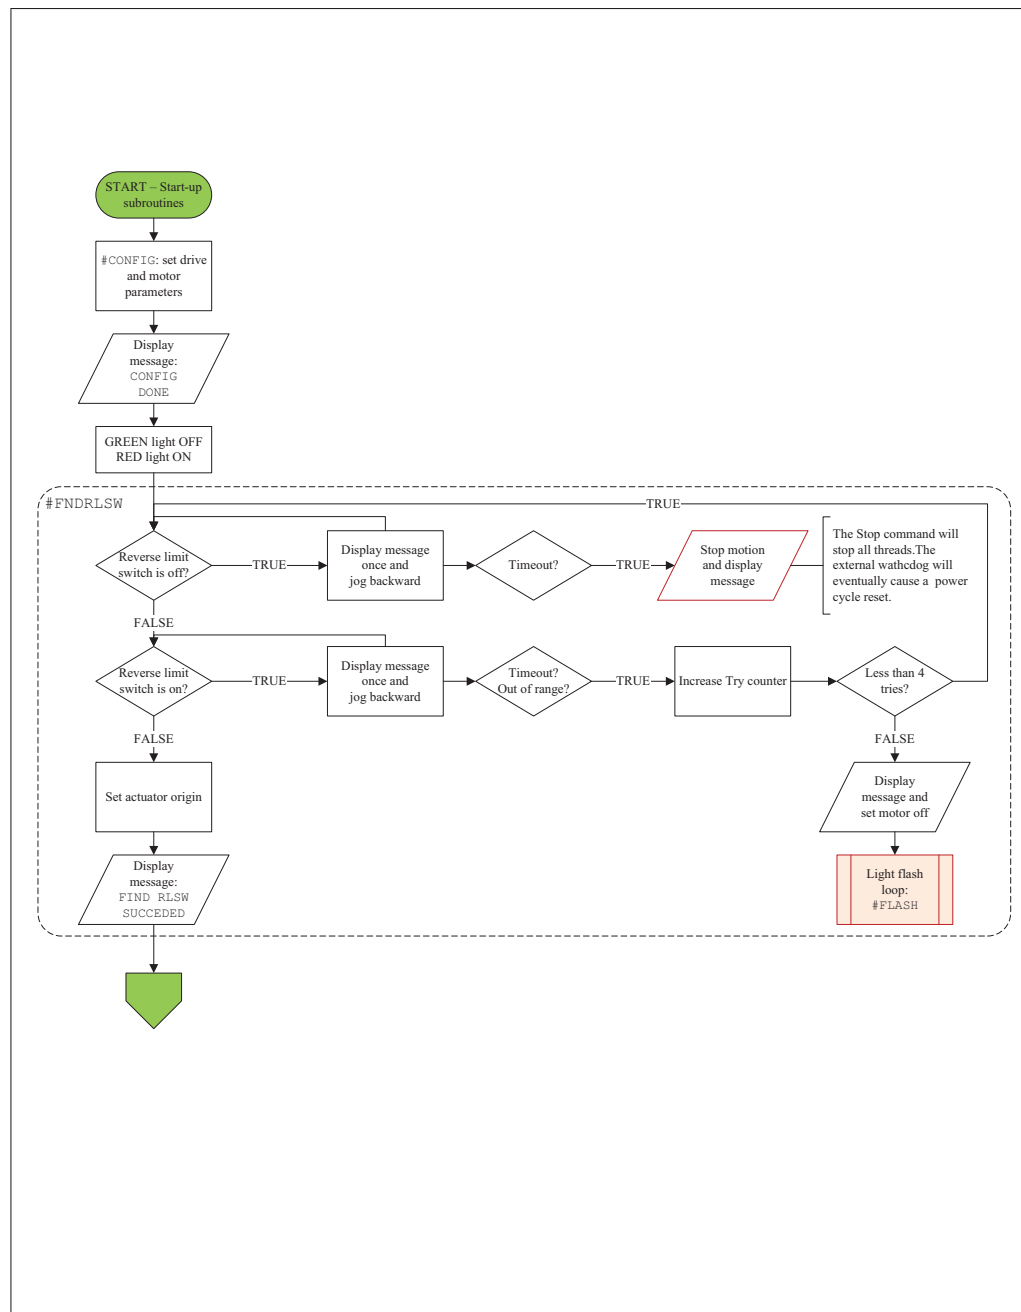 START – Start-up
subroutines
#CONFIG: set drive
and motor
parameters
Display
message:
CONFIG
DONE
GREEN light OFF
RED light ON
#FNDRLSW
TRUE
Reverse limit
switch is off?
TRUE
Display message
once and
jog backward
Timeout?
TRUE
Stop motion
and display
message
The Stop command will
stop all threads.The
external wathcdog will
eventually cause a  power
cycle reset.
FALSE
Reverse limit
switch is on?
TRUE
Display message
once and
jog backward
Timeout?
Out of range?
TRUE
Increase Try counter
Less than 4
tries?
FALSE
FALSE
Set actuator origin
Display
message and
set motor off
Display
message:
FIND RLSW
SUCCEDED
Light flash
loop:
#FLASH